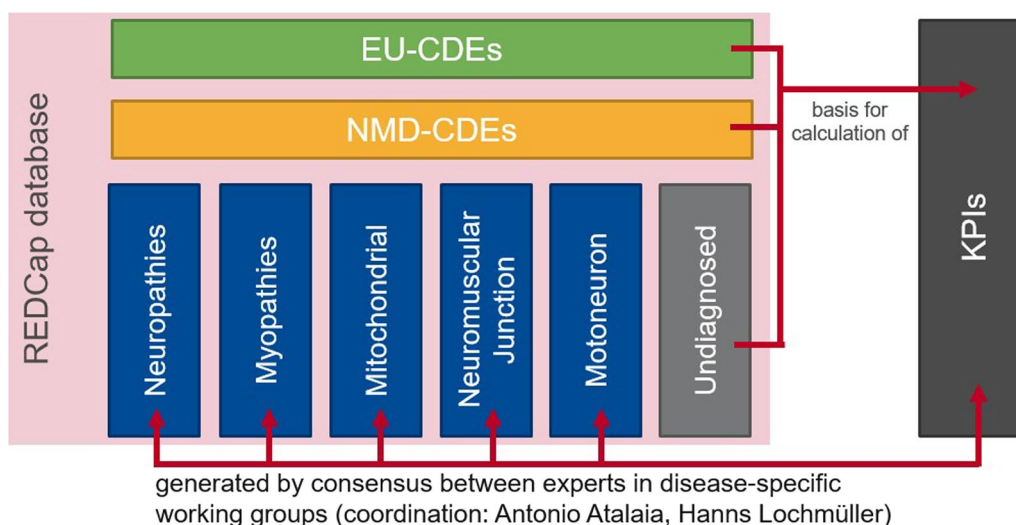 REDCap database
EU-CDEs
NMD-CDEs
basis for
calculation of
KPIs
Neuropathies
Myopathies
Mitochondrial
Neuromuscular
Junction
Motoneuron
Undiagnosed
generated by consensus between experts in disease-specific
working groups (coordination: Antonio Atalaia, Hanns Lochmüller)